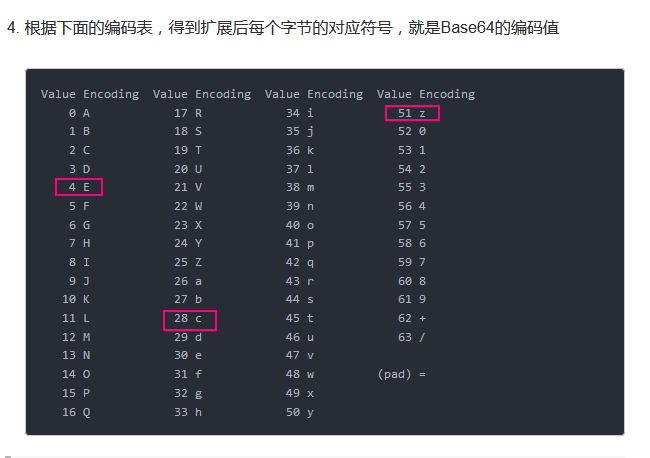 4. 根据下面的编码表，得到扩展后每个字节的对应符号，就是Base64的编码值
Value Encoding Value Encoding Value Encoding Value Encoding
0 A 17 R 34 i 51 z
1 B 18 S 35 j 52 0
2 C 19 T 36 k 53 1
3 D 20 U 37 l 54 2
4 E 21 V 38 m 55 3
5 F 22 W 39 n 56 4
6 G 23 X 40 o 57 5
7 H 24 Y 41 p 58 6
8 I 25 Z 42 q 59 7
9 J 26 a 43 r 60 8
10 K 27 b 44 s 61 9
11 L 28 c 45 t 62 +
12 M 29 d 46 u 63 /
13 N 30 e 47 v
14 O 31 f 48 w (pad) =
15 P 32 g 49 x
16 Q 33 h 50 y